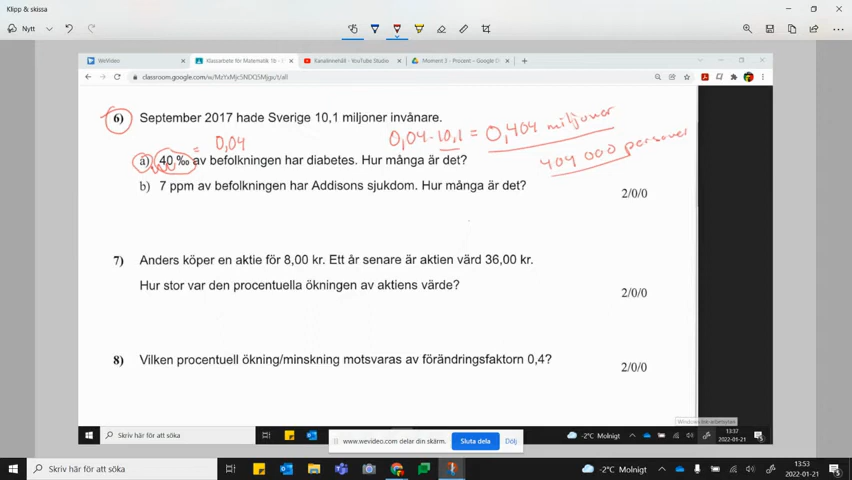 Klipp & skissa
Nytt
WeVideo
Klassarbete för Matematik 1b -
Kanalinnehåll - YouTube Studio
Moment 3 - Procent - Google D
classroom.google.com/w/MzYxMjc5NDQ5Mjgx/t/all
6) September 2017 hade Sverige 10,1 miljoner invånare.
= 0,04
0,04·10,1 = 0,404 miljoner
404 000 personer
a) 40 ‰ av befolkningen har diabetes. Hur många är det?
b) 7 ppm av befolkningen har Addisons sjukdom. Hur många är det?
2/0/0
7) Anders köper en aktie för 8,00 kr. Ett år senare är aktien värd 36,00 kr.
Hur stor var den procentuella ökningen av aktiens värde?
2/0/0
8) Vilken procentuell ökning/minskning motsvaras av förändringsfaktorn 0,4?
2/0/0
Skriv här för att söka
www.wevideo.com delar din skärm.
Sluta dela
Dölj
-2°C Molnigt
13:37
2022-01-21
Skriv här för att söka
-2°C Molnigt
13:53
2022-01-21